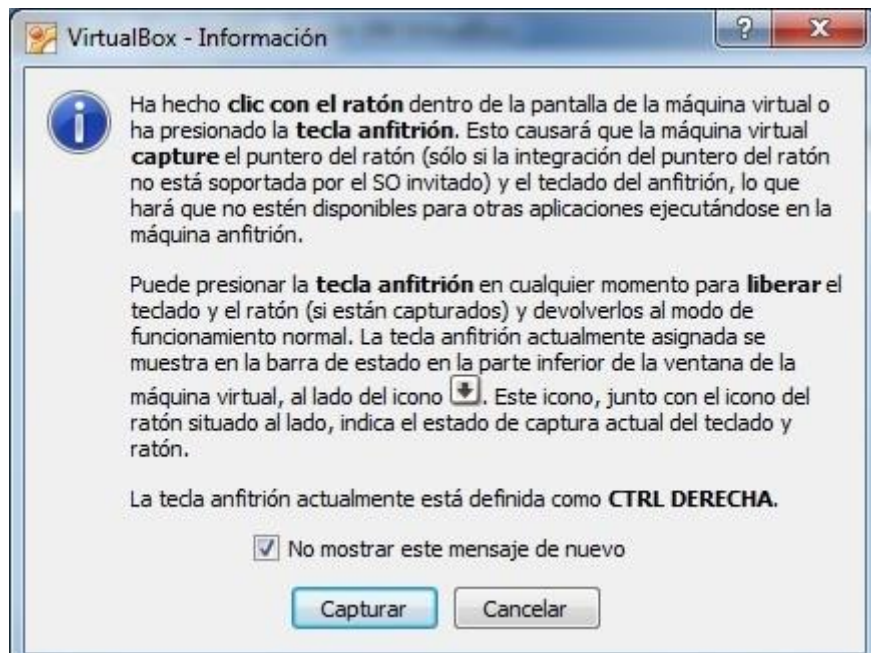 VirtualBox - Información
Ha hecho clic con el ratón dentro de la pantalla de la máquina virtual o
ha presionado la tecla anfitrión. Esto causará que la máquina virtual
capture el puntero del ratón (sólo si la integración del puntero del ratón
no está soportada por el SO invitado) y el teclado del anfitrión, lo que
hará que no estén disponibles para otras aplicaciones ejecutándose en la
máquina anfitrión.
Puede presionar la tecla anfitrión en cualquier momento para liberar el
teclado y el ratón (si están capturados) y devolverlos al modo de
funcionamiento normal. La tecla anfitrión actualmente asignada se
muestra en la barra de estado en la parte inferior de la ventana de la
máquina virtual, al lado del icono . Este icono, junto con el icono del
ratón situado al lado, indica el estado de captura actual del teclado y
ratón.
La tecla anfitrión actualmente está definida como CTRL DERECHA.
No mostrar este mensaje de nuevo
Capturar Cancelar